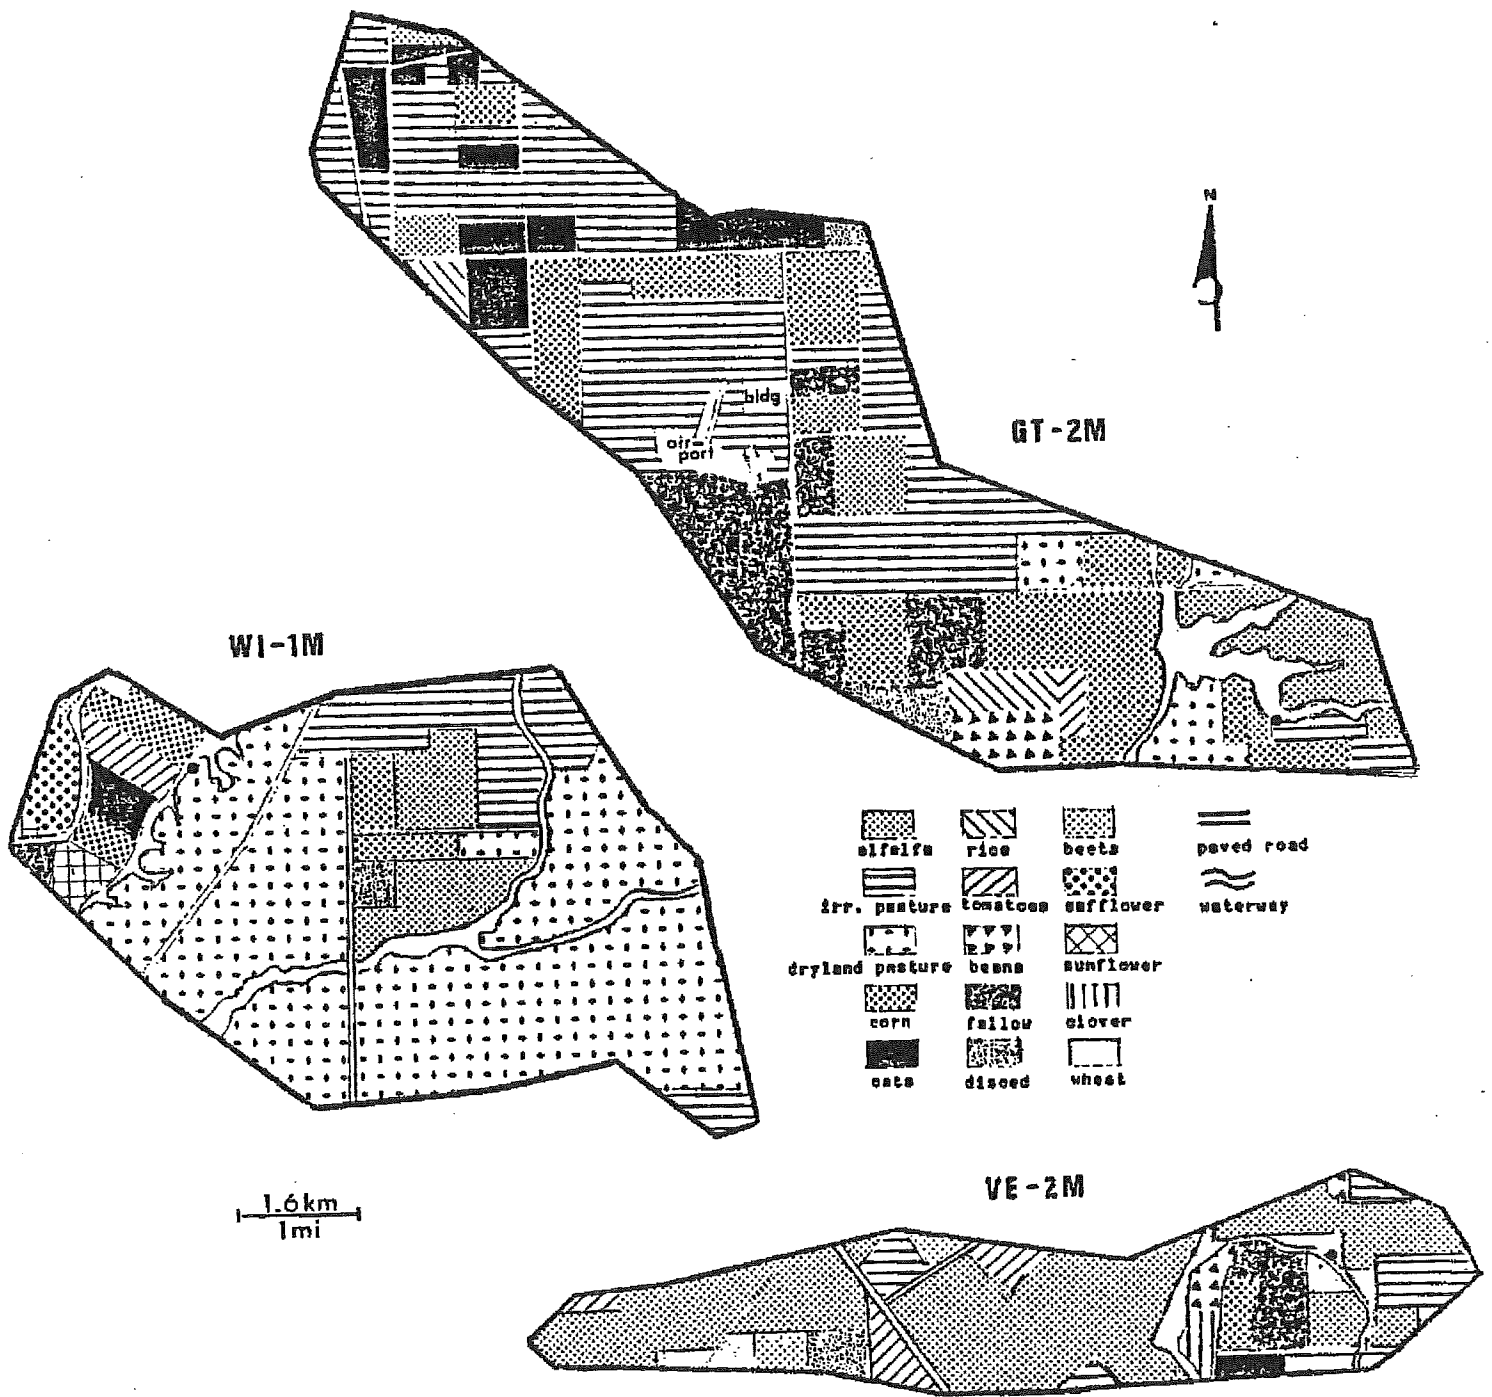 N
bldg
GT-2M
air-
port
WI-1M
alfalfa rice beets paved road
irr. pasture tomatoes safflower waterway
dryland pasture beans sunflower
corn fallow clover
oats disced wheat
VE-2M
1.6km
1mi